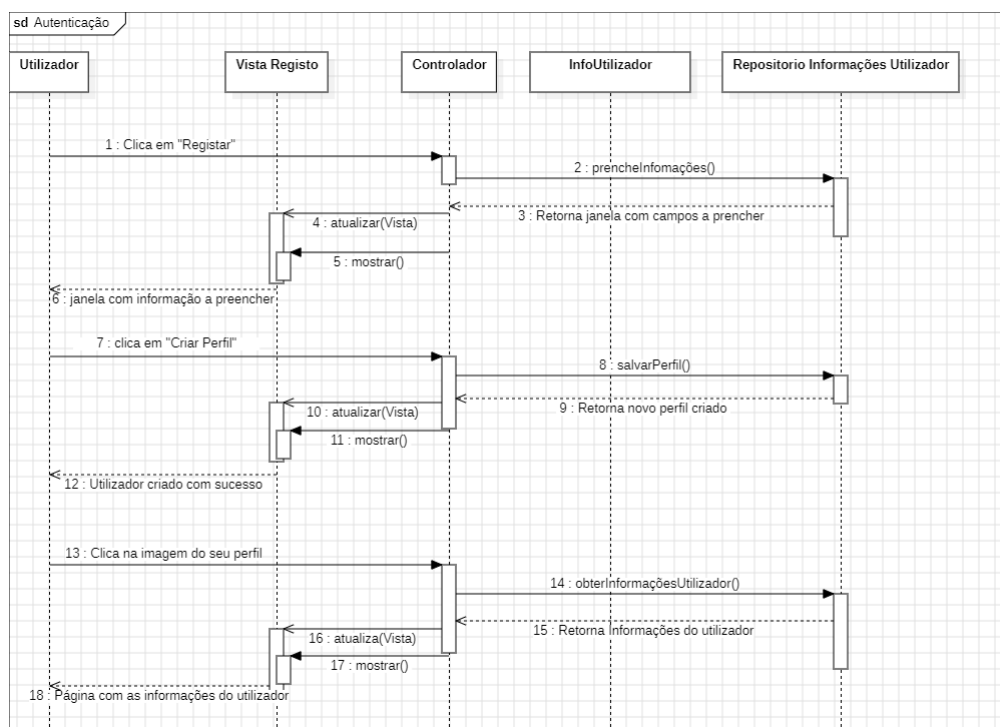 sd Autenticação
Utilizador
Vista Registo
Controlador
InfoUtilizador
Repositorio Informações Utilizador
1 : Clica em "Registar"
2 : prencheInfomações()
3 : Retorna janela com campos a prencher
4 : atualizar(Vista)
5 : mostrar()
6 : janela com informação a preencher
7 : clica em "Criar Perfil"
8 : salvarPerfil()
9 : Retorna novo perfil criado
10 : atualizar(Vista)
11 : mostrar()
12 : Utilizador criado com sucesso
13 : Clica na imagem do seu perfil
14 : obterInformaçõesUtilizador()
15 : Retorna Informações do utilizador
16 : atualiza(Vista)
17 : mostrar()
18 : Página com as informações do utilizador